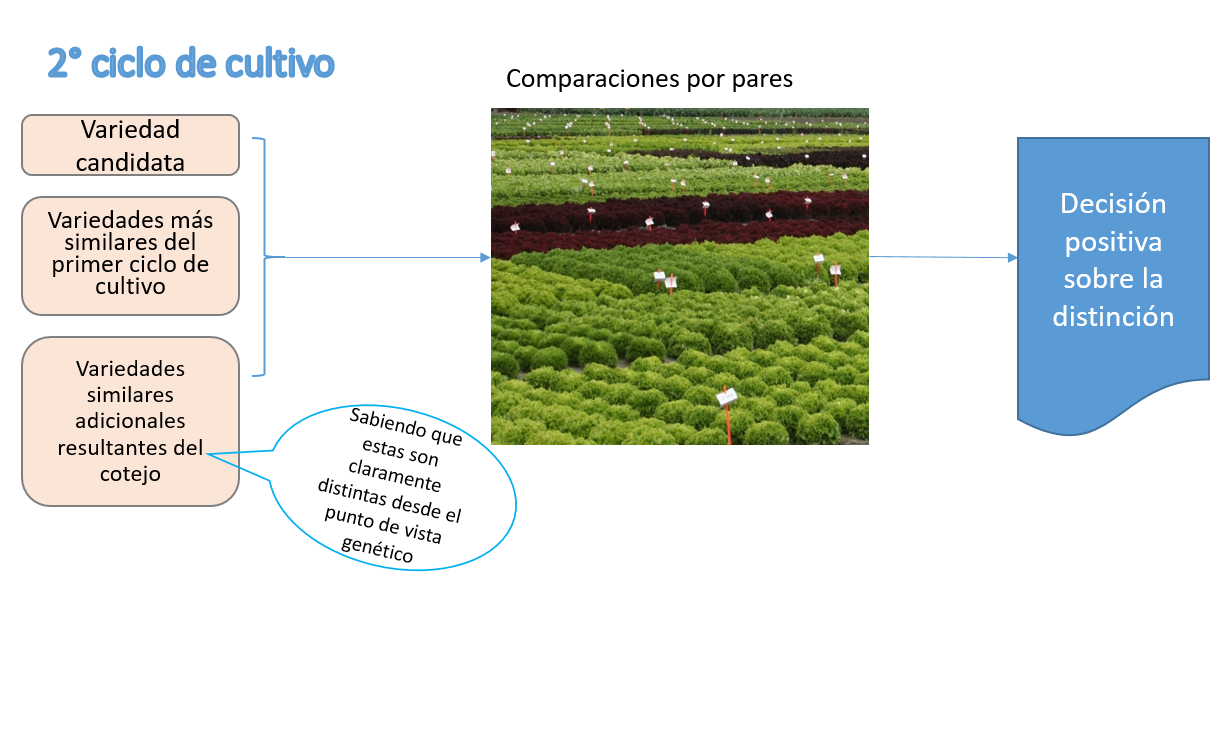 2° ciclo de cultivo
Comparaciones por pares
Variedad
candidata
Variedades más
similares del
primer ciclo de
cultivo
Variedades
similares
adicionales
resultantes del
cotejo
Sabiendo que
estas son
claramente
distintas desde el
punto de vista
genético
Decisión
positiva
sobre la
distinción